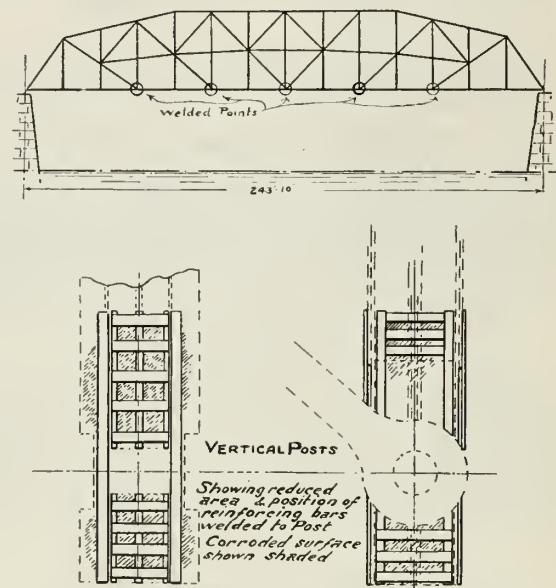 Welded Points
243'-10
VERTICAL POSTS
Showing reduced
area & position of
reinforcing bars
welded to Post
Corroded surface
shown shaded